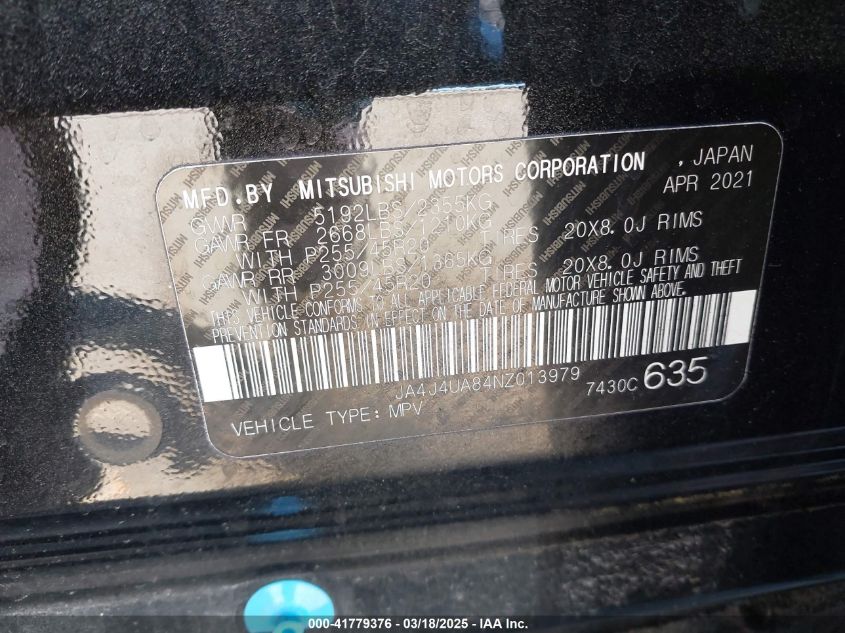 MFD.BY MITSUBISHI MOTORS CORPORATION , JAPAN
APR 2021
GVWR 5192LBS/2355KG
GAWR FR 2668LBS/1210KG TIRES 20X8.0J RIMS
WITH P255/45R20
GAWR RR 3009LBS/1365KG TIRES 20X8.0J RIMS
WITH P255/45R20
THIS VEHICLE CONFORMS TO ALL APPLICABLE FEDERAL MOTOR VEHICLE SAFETY AND THEFT
PREVENTION STANDARDS IN EFFECT ON THE DATE OF MANUFACTURE SHOWN ABOVE.
JA4J4UA84NZ013979 7430C 635
VEHICLE TYPE: MPV
000-41779376 - 03/18/2025 - IAA Inc.